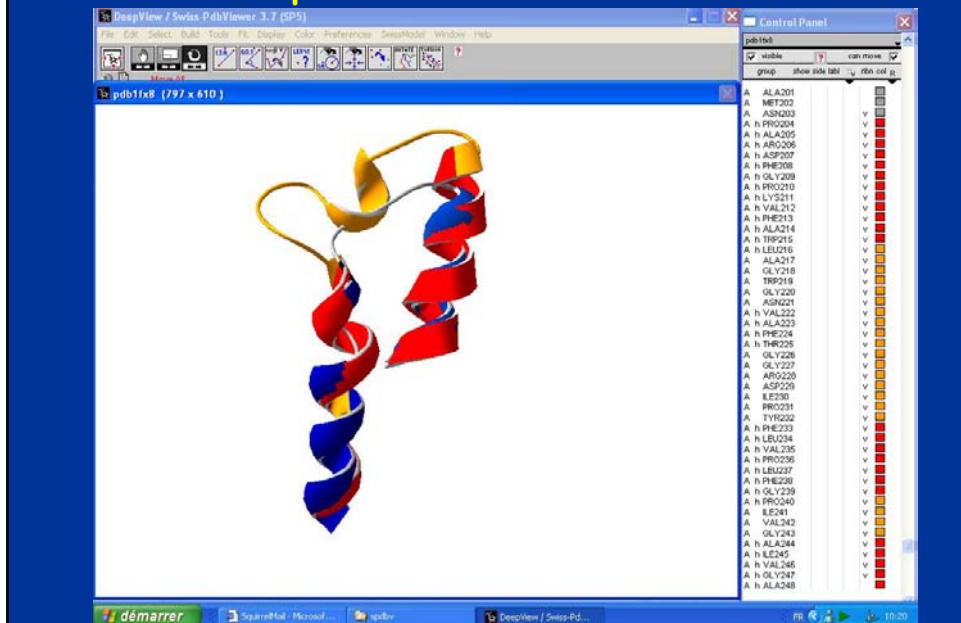 DeepView / Swiss-PdbViewer 3.7 (SP5)
File Edit Select Build Tools Fit Display Color Preferences SwissModel Window Help
Move All
pdb1fx8 (797 x 610 )
Control Panel
pdb1fx8
visible ? can move
group show side labl ribn col
A ALA201
A MET202
A ASN203 v
A h PRO204 v
A h ALA205 v
A h ARG206 v
A h ASP207 v
A h PHE208 v
A h GLY209 v
A h PRO210 v
A h LYS211 v
A h VAL212 v
A h PHE213 v
A h ALA214 v
A h TRP215 v
A h LEU216 v
A ALA217 v
A GLY218 v
A TRP219 v
A GLY220 v
A ASN221 v
A h VAL222 v
A h ALA223 v
A h PHE224 v
A h THR225 v
A GLY226 v
A GLY227 v
A ARG228 v
A ASP229 v
A ILE230 v
A PRO231 v
A TYR232 v
A h PHE233 v
A h LEU234 v
A h VAL235 v
A h PRO236 v
A h LEU237 v
A h PHE238 v
A h GLY239 v
A h PRO240 v
A ILE241 v
A VAL242 v
A GLY243 v
A h ALA244 v
A h ILE245 v
A h VAL246 v
A h GLY247 v
A h ALA248
démarrer SquirrelMail - Microsof... spdbv DeepView / Swiss-Pd... FR 10:20